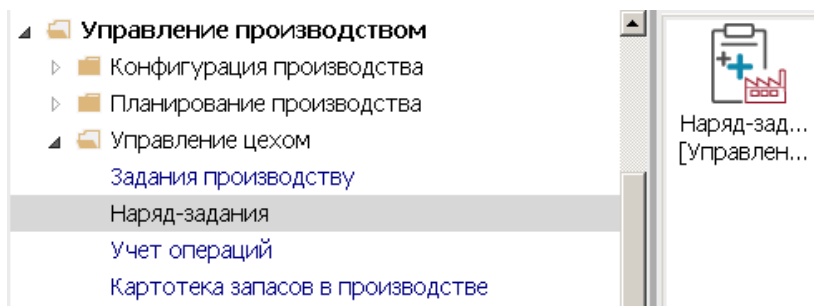 Управление производством
Конфигурация производства
Планирование производства
Управление цехом
Задания производству
Наряд-задания
Учет операций
Картотека запасов в производстве
Наряд-зад...
[Управлен...